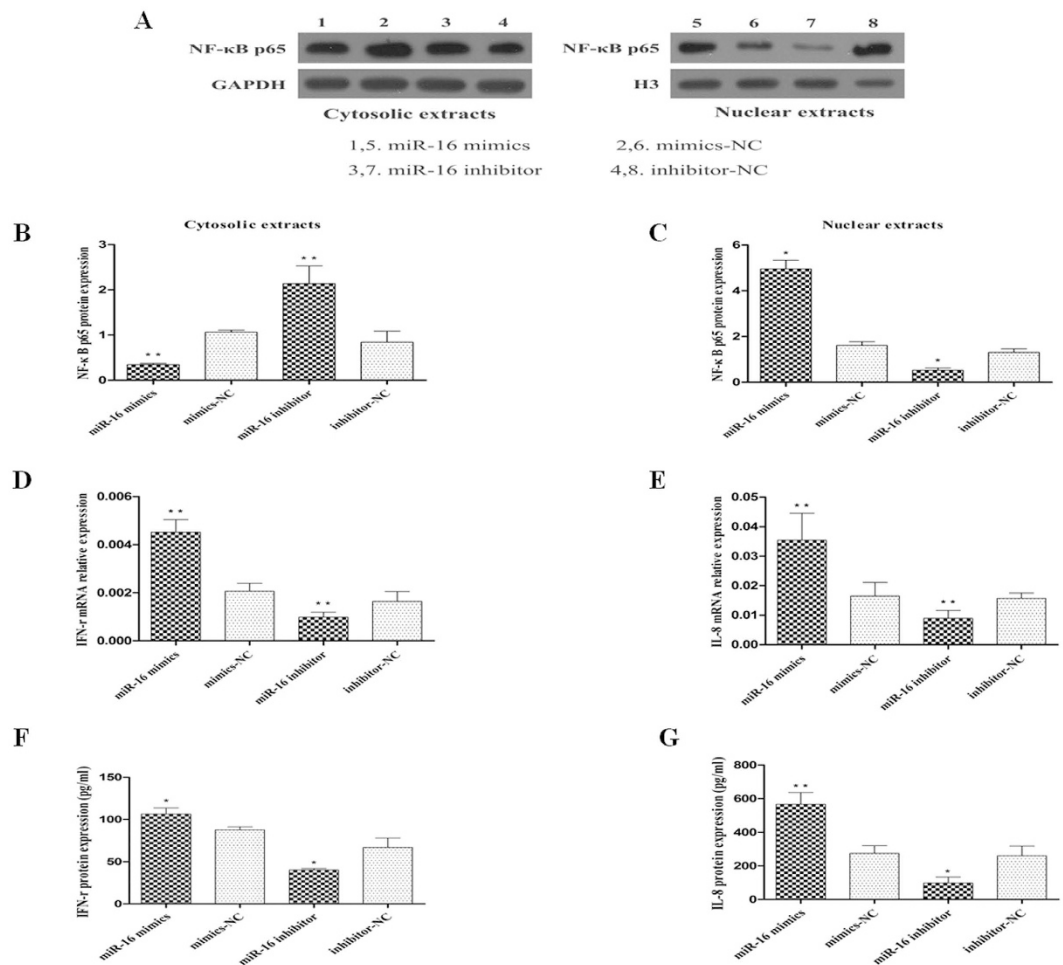 A
1 2 3 4 5 6 7 8
NF-κB p65 NF-κB p65
GAPDH H3
Cytosolic extracts Nuclear extracts
1,5. miR-16 mimics 2,6. mimics-NC
3,7. miR-16 inhibitor 4,8. inhibitor-NC
B
Cytosolic extracts
NF-κ B p65 protein expression
3
2
1
0
* *
* *
miR-16 mimics
mimics-NC
miR-16 inhibitor
inhibitor-NC
C
Nuclear extracts
NF-κ B p65 protein expression
6
4
2
0
*
*
miR-16 mimics
mimics-NC
miR-16 inhibitor
inhibitor-NC
D
IFN-r mRNA relative expression
0.006
0.004
0.002
0.000
* *
* *
miR-16 mimics
mimics-NC
miR-16 inhibitor
inhibitor-NC
E
IL-8 mRNA relative expression
0.05
0.04
0.03
0.02
0.01
0.00
* *
* *
miR-16 mimics
mimics-NC
miR-16 inhibitor
inhibitor-NC
F
IFN-r protein expression (pg/ml)
150
100
50
0
*
*
miR-16 mimics
mimics-NC
miR-16 inhibitor
inhibitor-NC
G
IL-8 protein expression (pg/ml)
800
600
400
200
0
* *
*
miR-16 mimics
mimics-NC
miR-16 inhibitor
inhibitor-NC